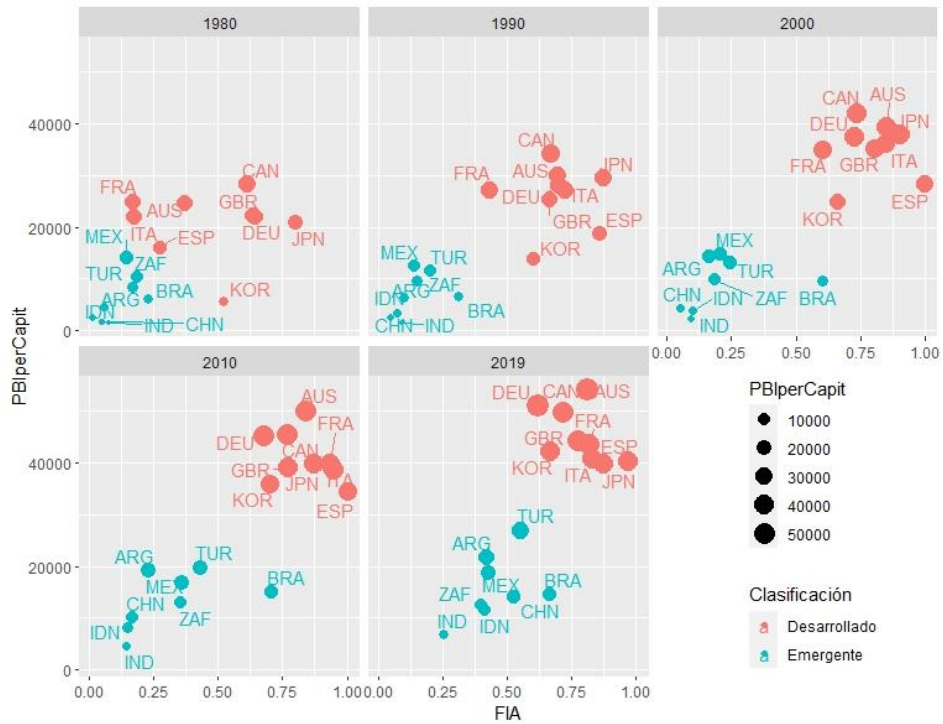 1980
1990
2000
PBIperCapit
40000
20000
0
FRA
CAN
AUS
GBR
ITA
ESP
DEU
JPN
MEX
TUR
ZAF
ARG
BRA
KOR
IDN
IND
CHN
CAN
JPN
FRA
AUS
DEU
ITA
GBR
ESP
KOR
MEX
TUR
ARG
ZAF
IDN
BRA
CHN
IND
CAN
AUS
DEU
JPN
FRA
GBR
ITA
ESP
KOR
MEX
ARG
TUR
CHN
IDN
ZAF
BRA
IND
0.00 0.25 0.50 0.75 1.00
2010
2019
40000
20000
0
AUS
DEU
FRA
CAN
GBR
JPN
ITA
KOR
ESP
ARG
TUR
MEX
BRA
CHN
ZAF
IDN
IND
DEU
CAN
AUS
FRA
GBR
ESP
KOR
ITA
JPN
TUR
ARG
MEX
BRA
ZAF
CHN
IND
IDN
0.00 0.25 0.50 0.75 1.00
0.00 0.25 0.50 0.75 1.00
FIA
PBIperCapit
10000
20000
30000
40000
50000
Clasificación
a Desarrollado
a Emergente